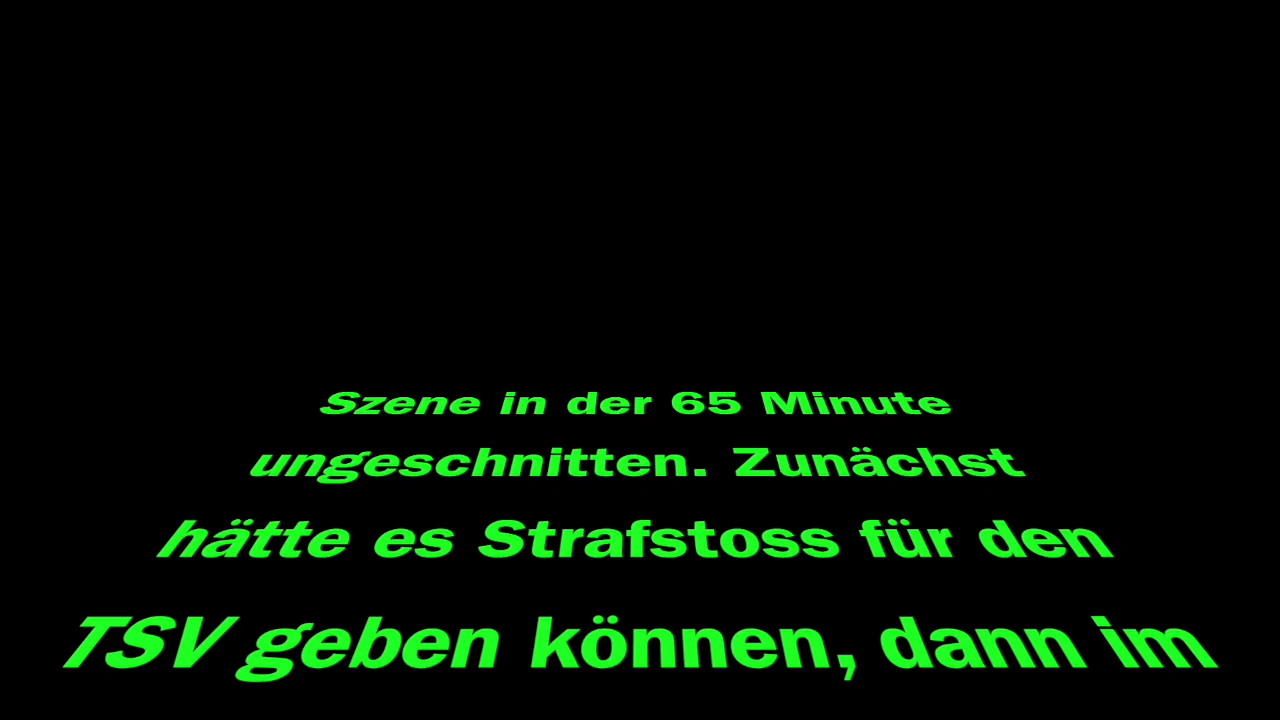 Szene in der 65 Minute
ungeschnitten. Zunächst
hätte es Strafstoss für den
TSV geben können, dann im